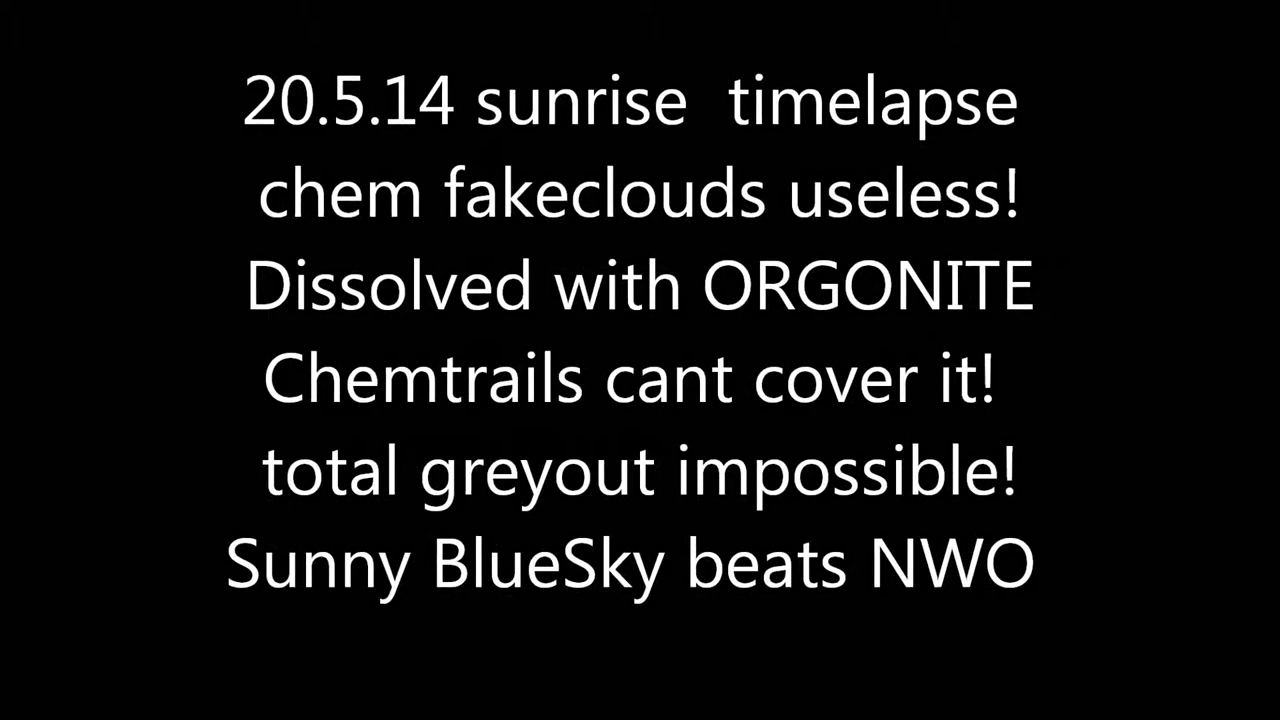 20.5.14 sunrise  timelapse
chem fakeclouds useless!
Dissolved with ORGONITE
Chemtrails cant cover it!
total greyout impossible!
Sunny BlueSky beats NWO